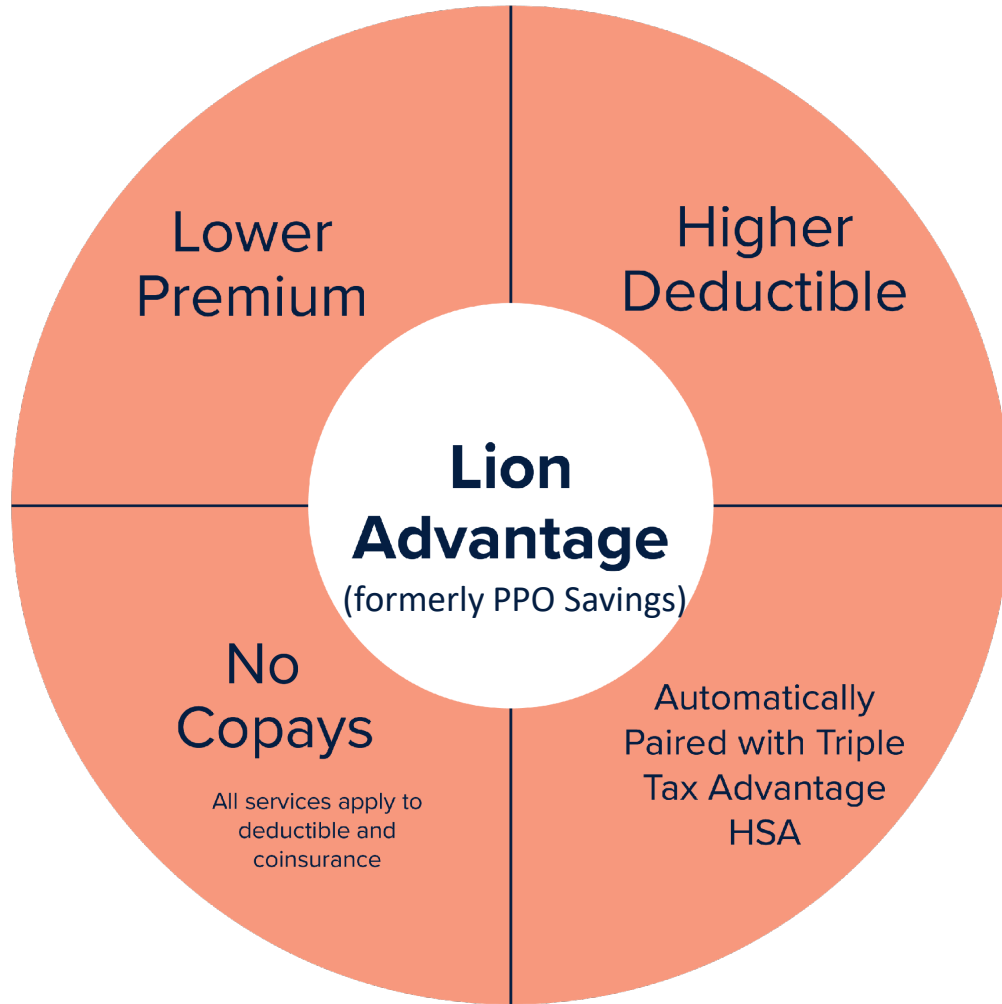 Lower
Premium
Higher
Deductible
Lion
Advantage
(formerly PPO Savings)
No
Copays
All services apply to
deductible and
coinsurance
Automatically
Paired with Triple
Tax Advantage
HSA